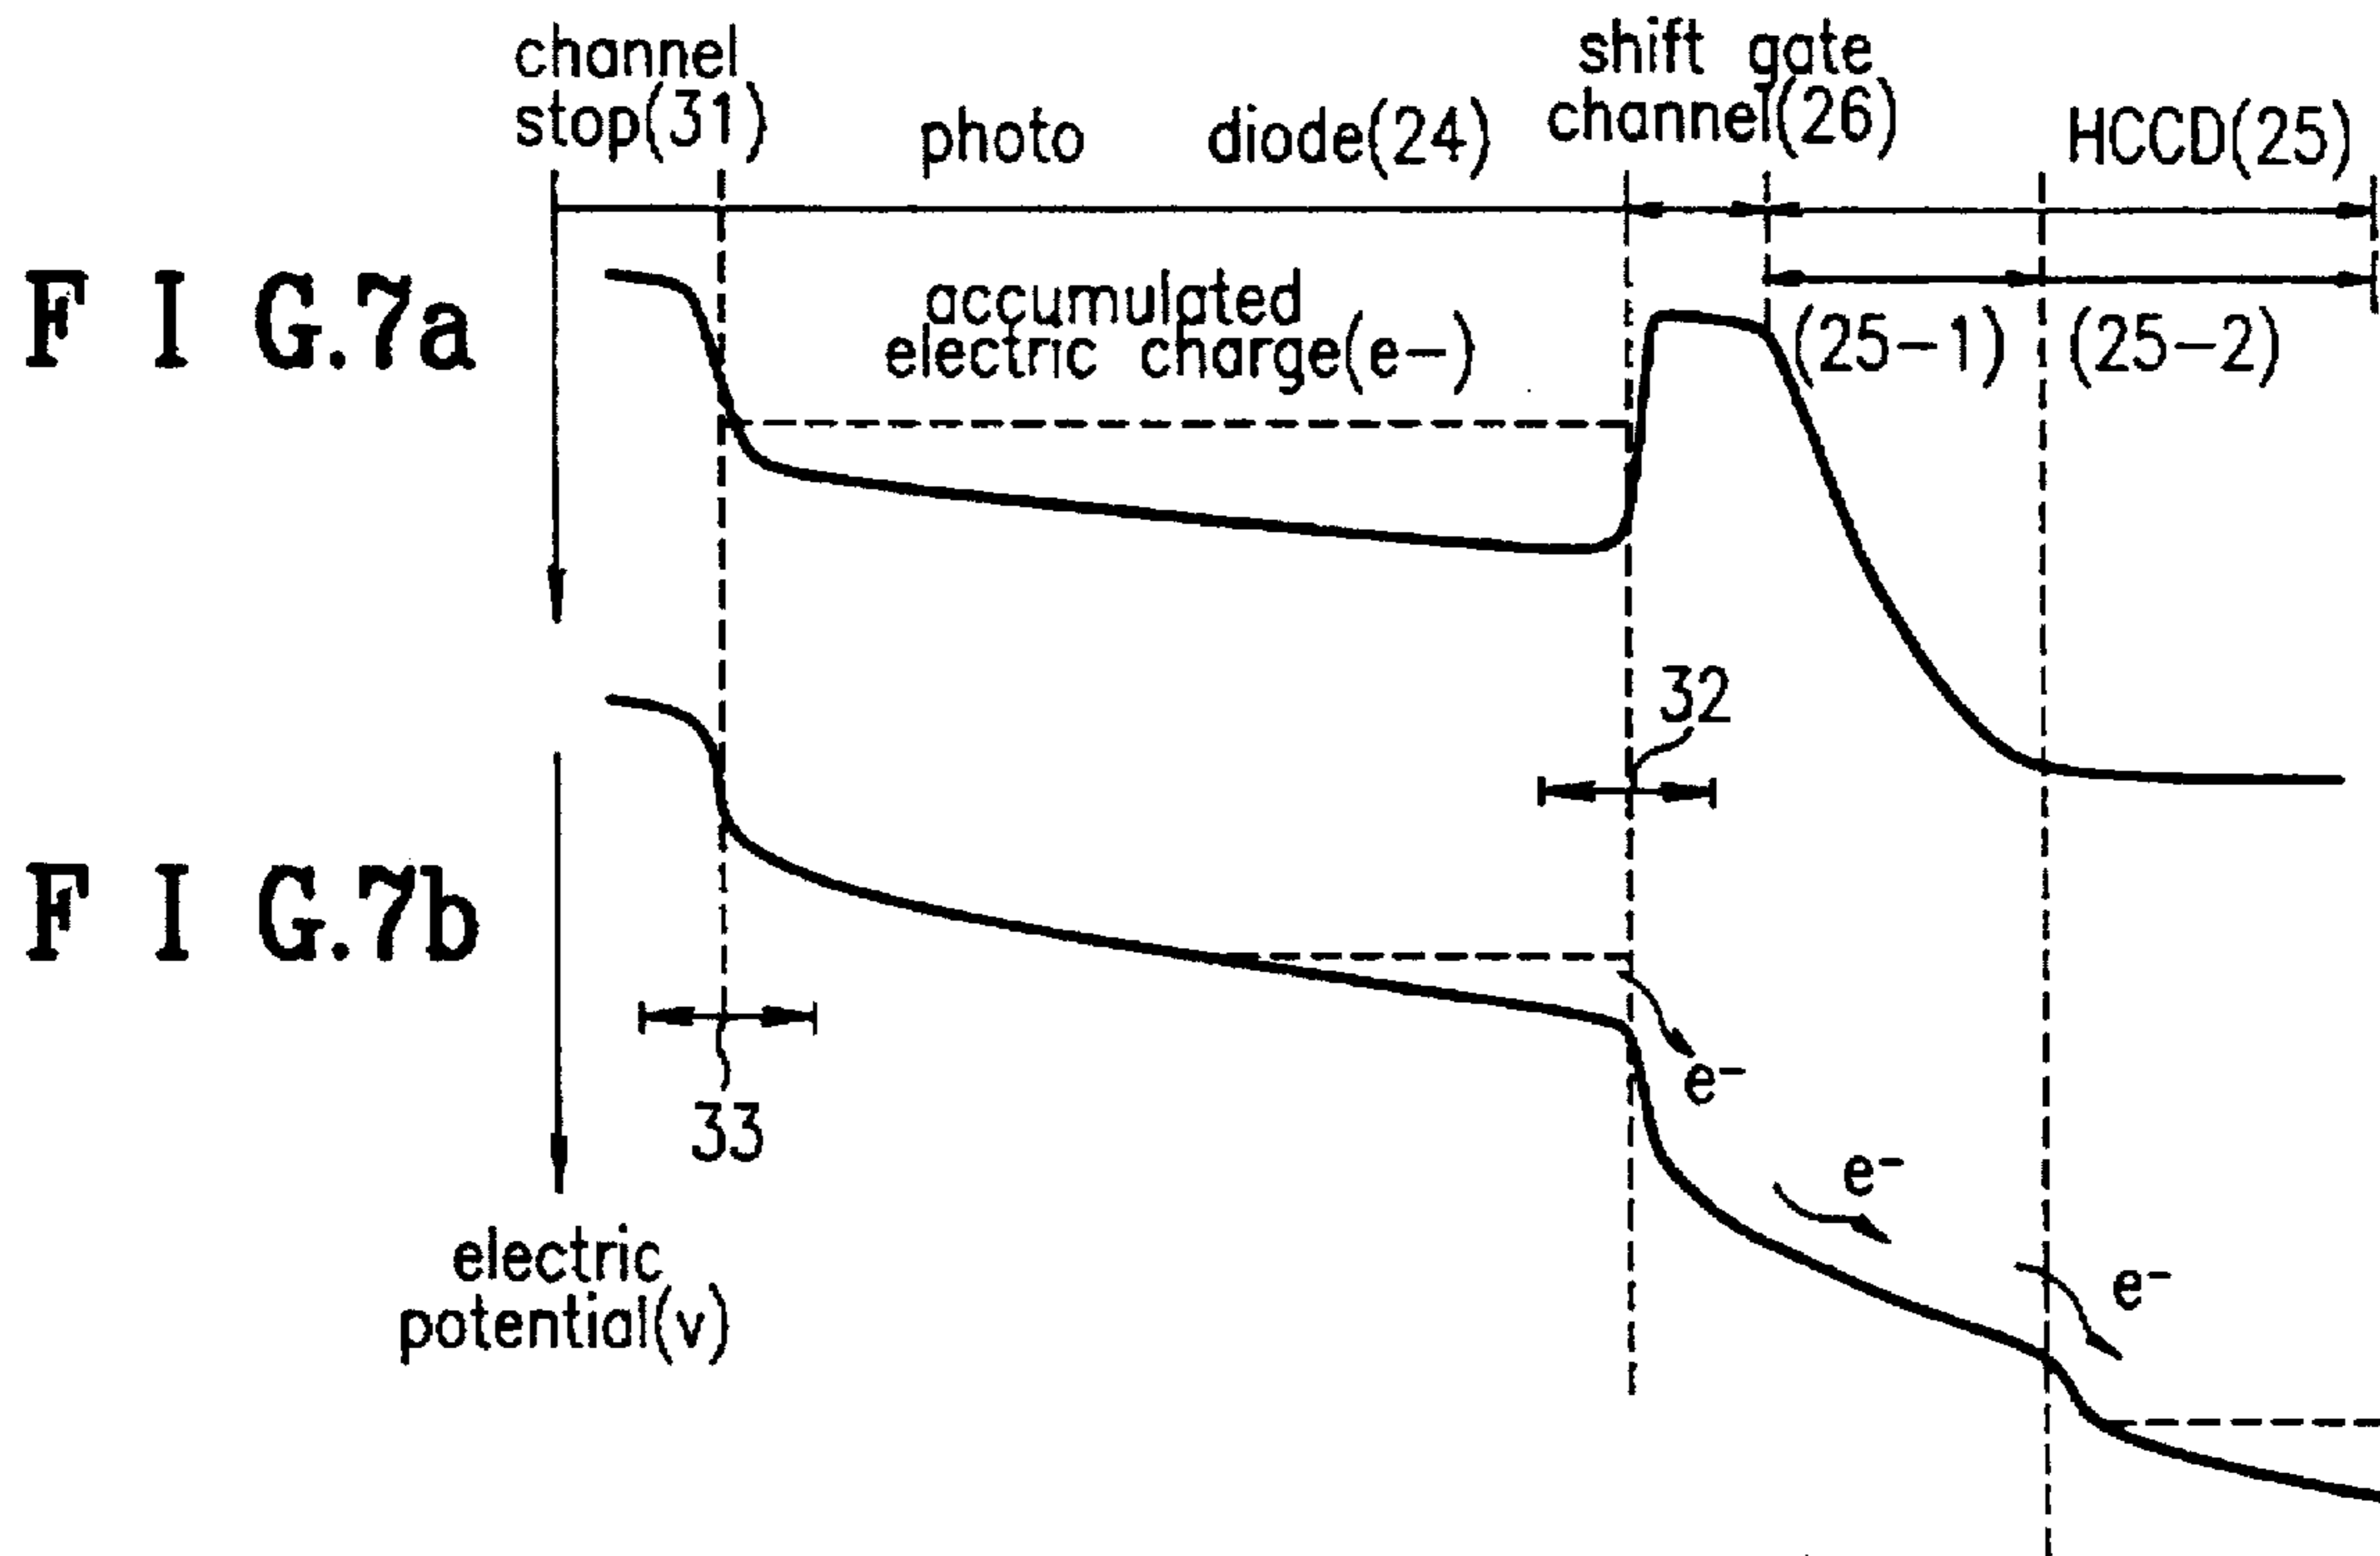 channel
stop(31)
photo diode(24)
shift gate
channel(26)
HCCD(25)
F I G.7a
accumulated
electric charge(e-)
(25-1) (25-2)
32
F I G.7b
33
e-
e-
e-
electric
potential(v)